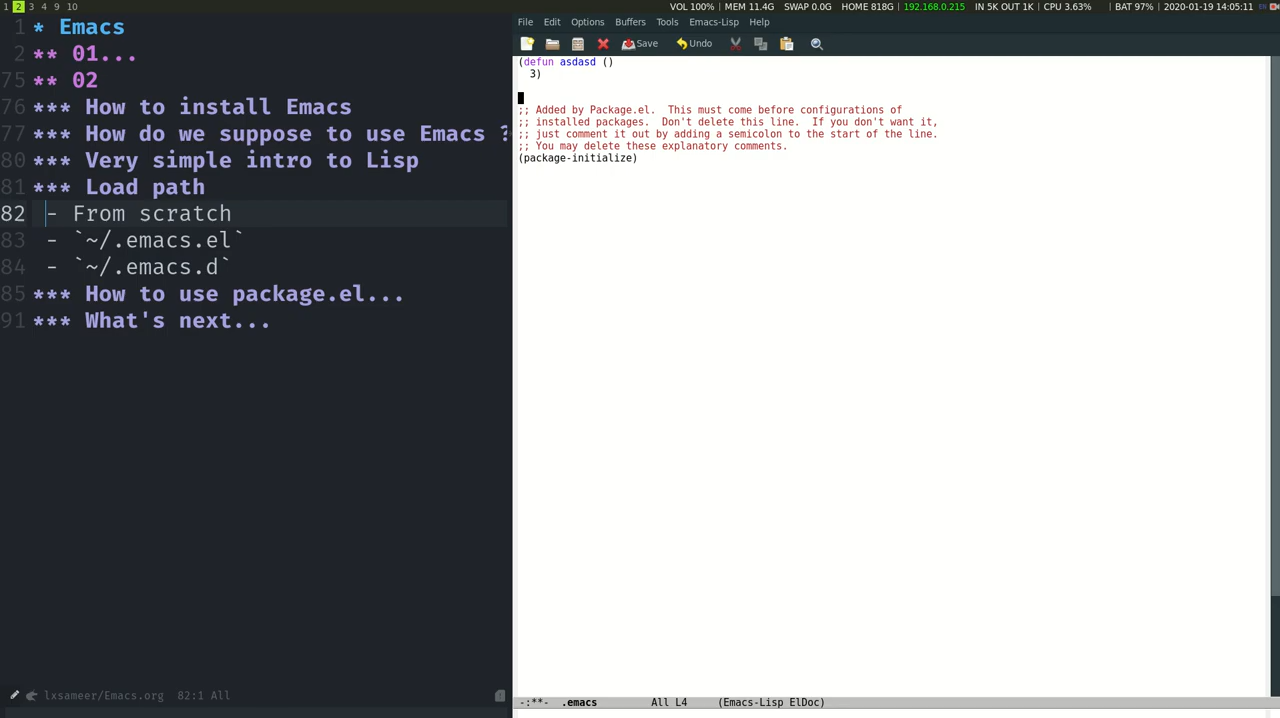 1 2 3 4 9 10
VOL 100% | MEM 11.4G SWAP 0.0G HOME 818G | 192.168.0.215 | IN 5K OUT 1K | CPU 3.63% | BAT 97% | 2020-01-19 14:05:11 EN
1 * Emacs
2 ** 01...
75 ** 02
76 *** How to install Emacs
77 *** How do we suppose to use Emacs ?
80 *** Very simple intro to Lisp
81 *** Load path
82 - From scratch
83 - `~/.emacs.el`
84 - `~/.emacs.d`
85 *** How to use package.el...
91 *** What's next...
lxsameer/Emacs.org 82:1 All
File Edit Options Buffers Tools Emacs-Lisp Help
Save Undo
(defun asdasd ()
3)
;; Added by Package.el. This must come before configurations of
;; installed packages. Don't delete this line. If you don't want it,
;; just comment it out by adding a semicolon to the start of the line.
;; You may delete these explanatory comments.
(package-initialize)
-:**- .emacs All L4 (Emacs-Lisp ElDoc)